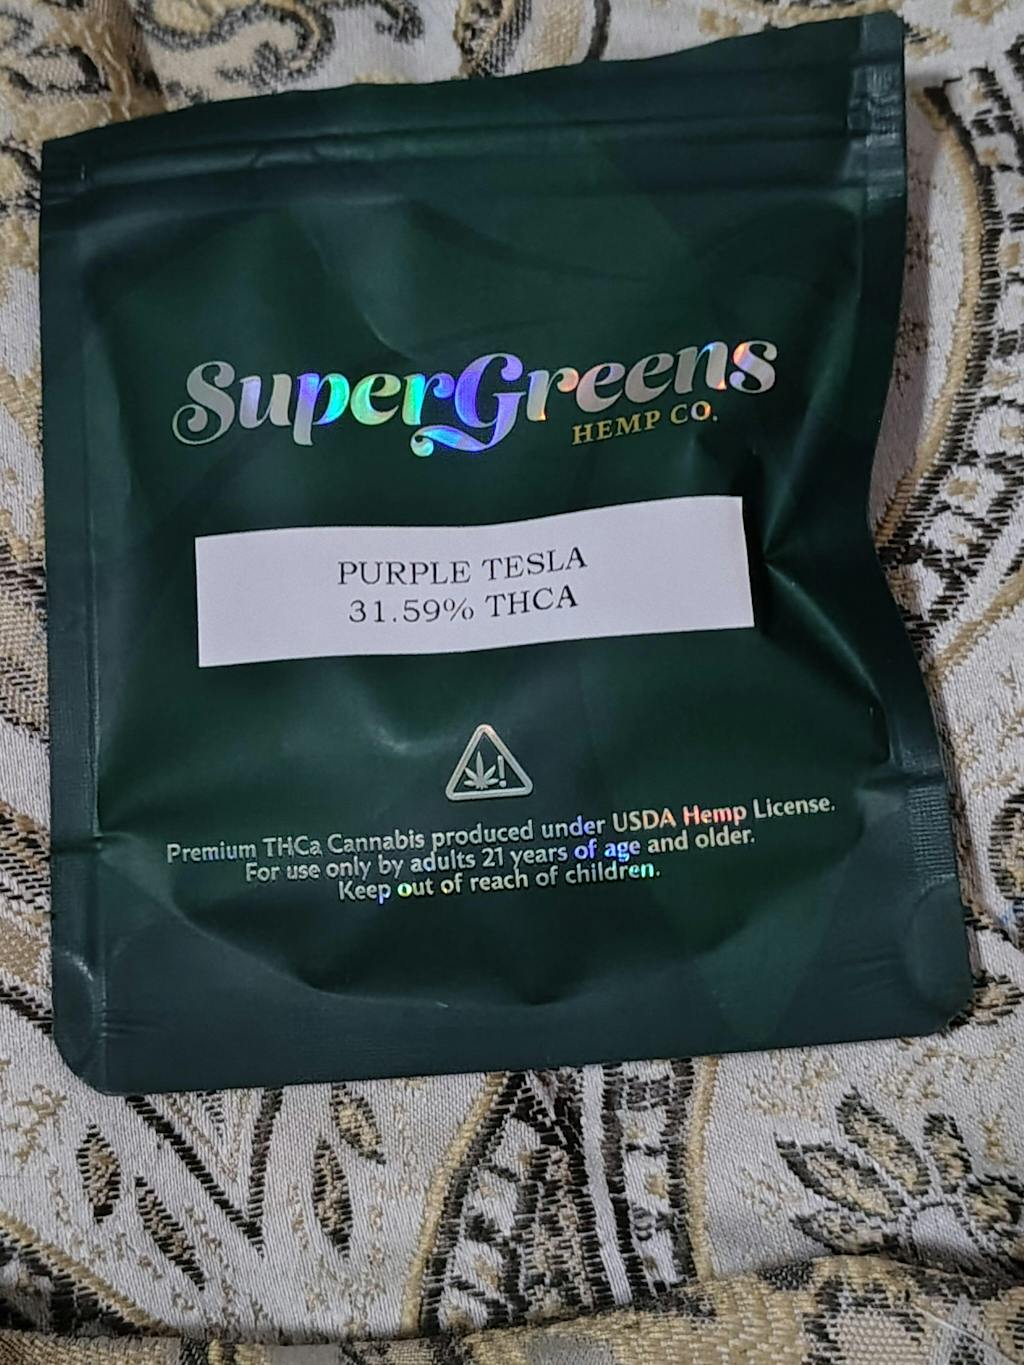 SuperGreens
HEMP CO.
PURPLE TESLA
31.59% THCA
!
Premium THCa Cannabis produced under USDA Hemp License.
For use only by adults 21 years of age and older.
Keep out of reach of children.